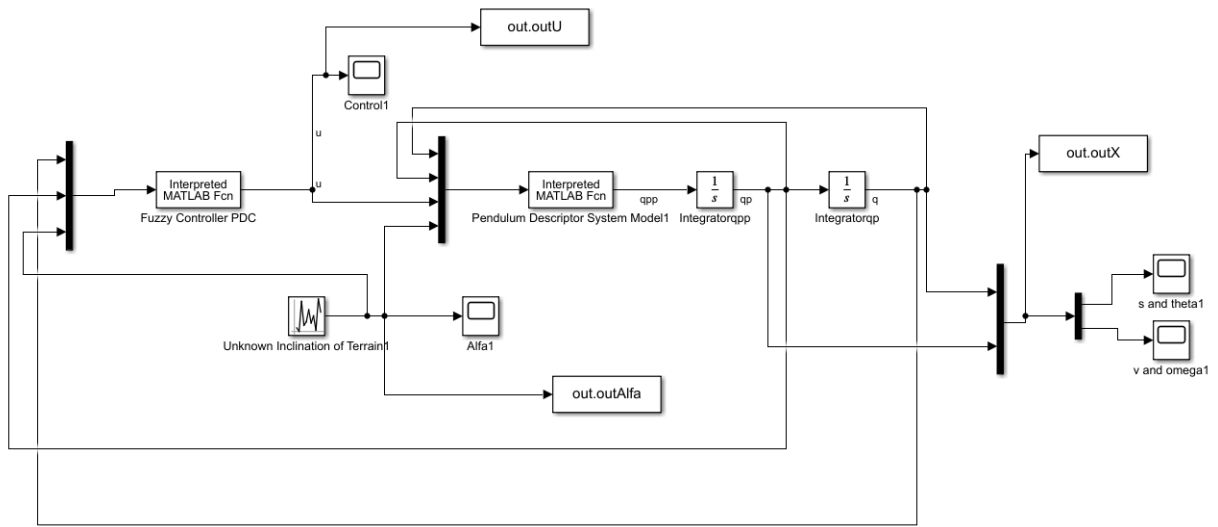 out.outU
Control1
u
out.outX
Interpreted
MATLAB Fcn
u
Fuzzy Controller PDC
Interpreted
MATLAB Fcn
qpp
Pendulum Descriptor System Model1
1
s
qp
Integratorqpp
1
s
q
Integratorqp
s and theta1
Unknown Inclination of Terrain1
Alfa1
v and omega1
out.outAlfa